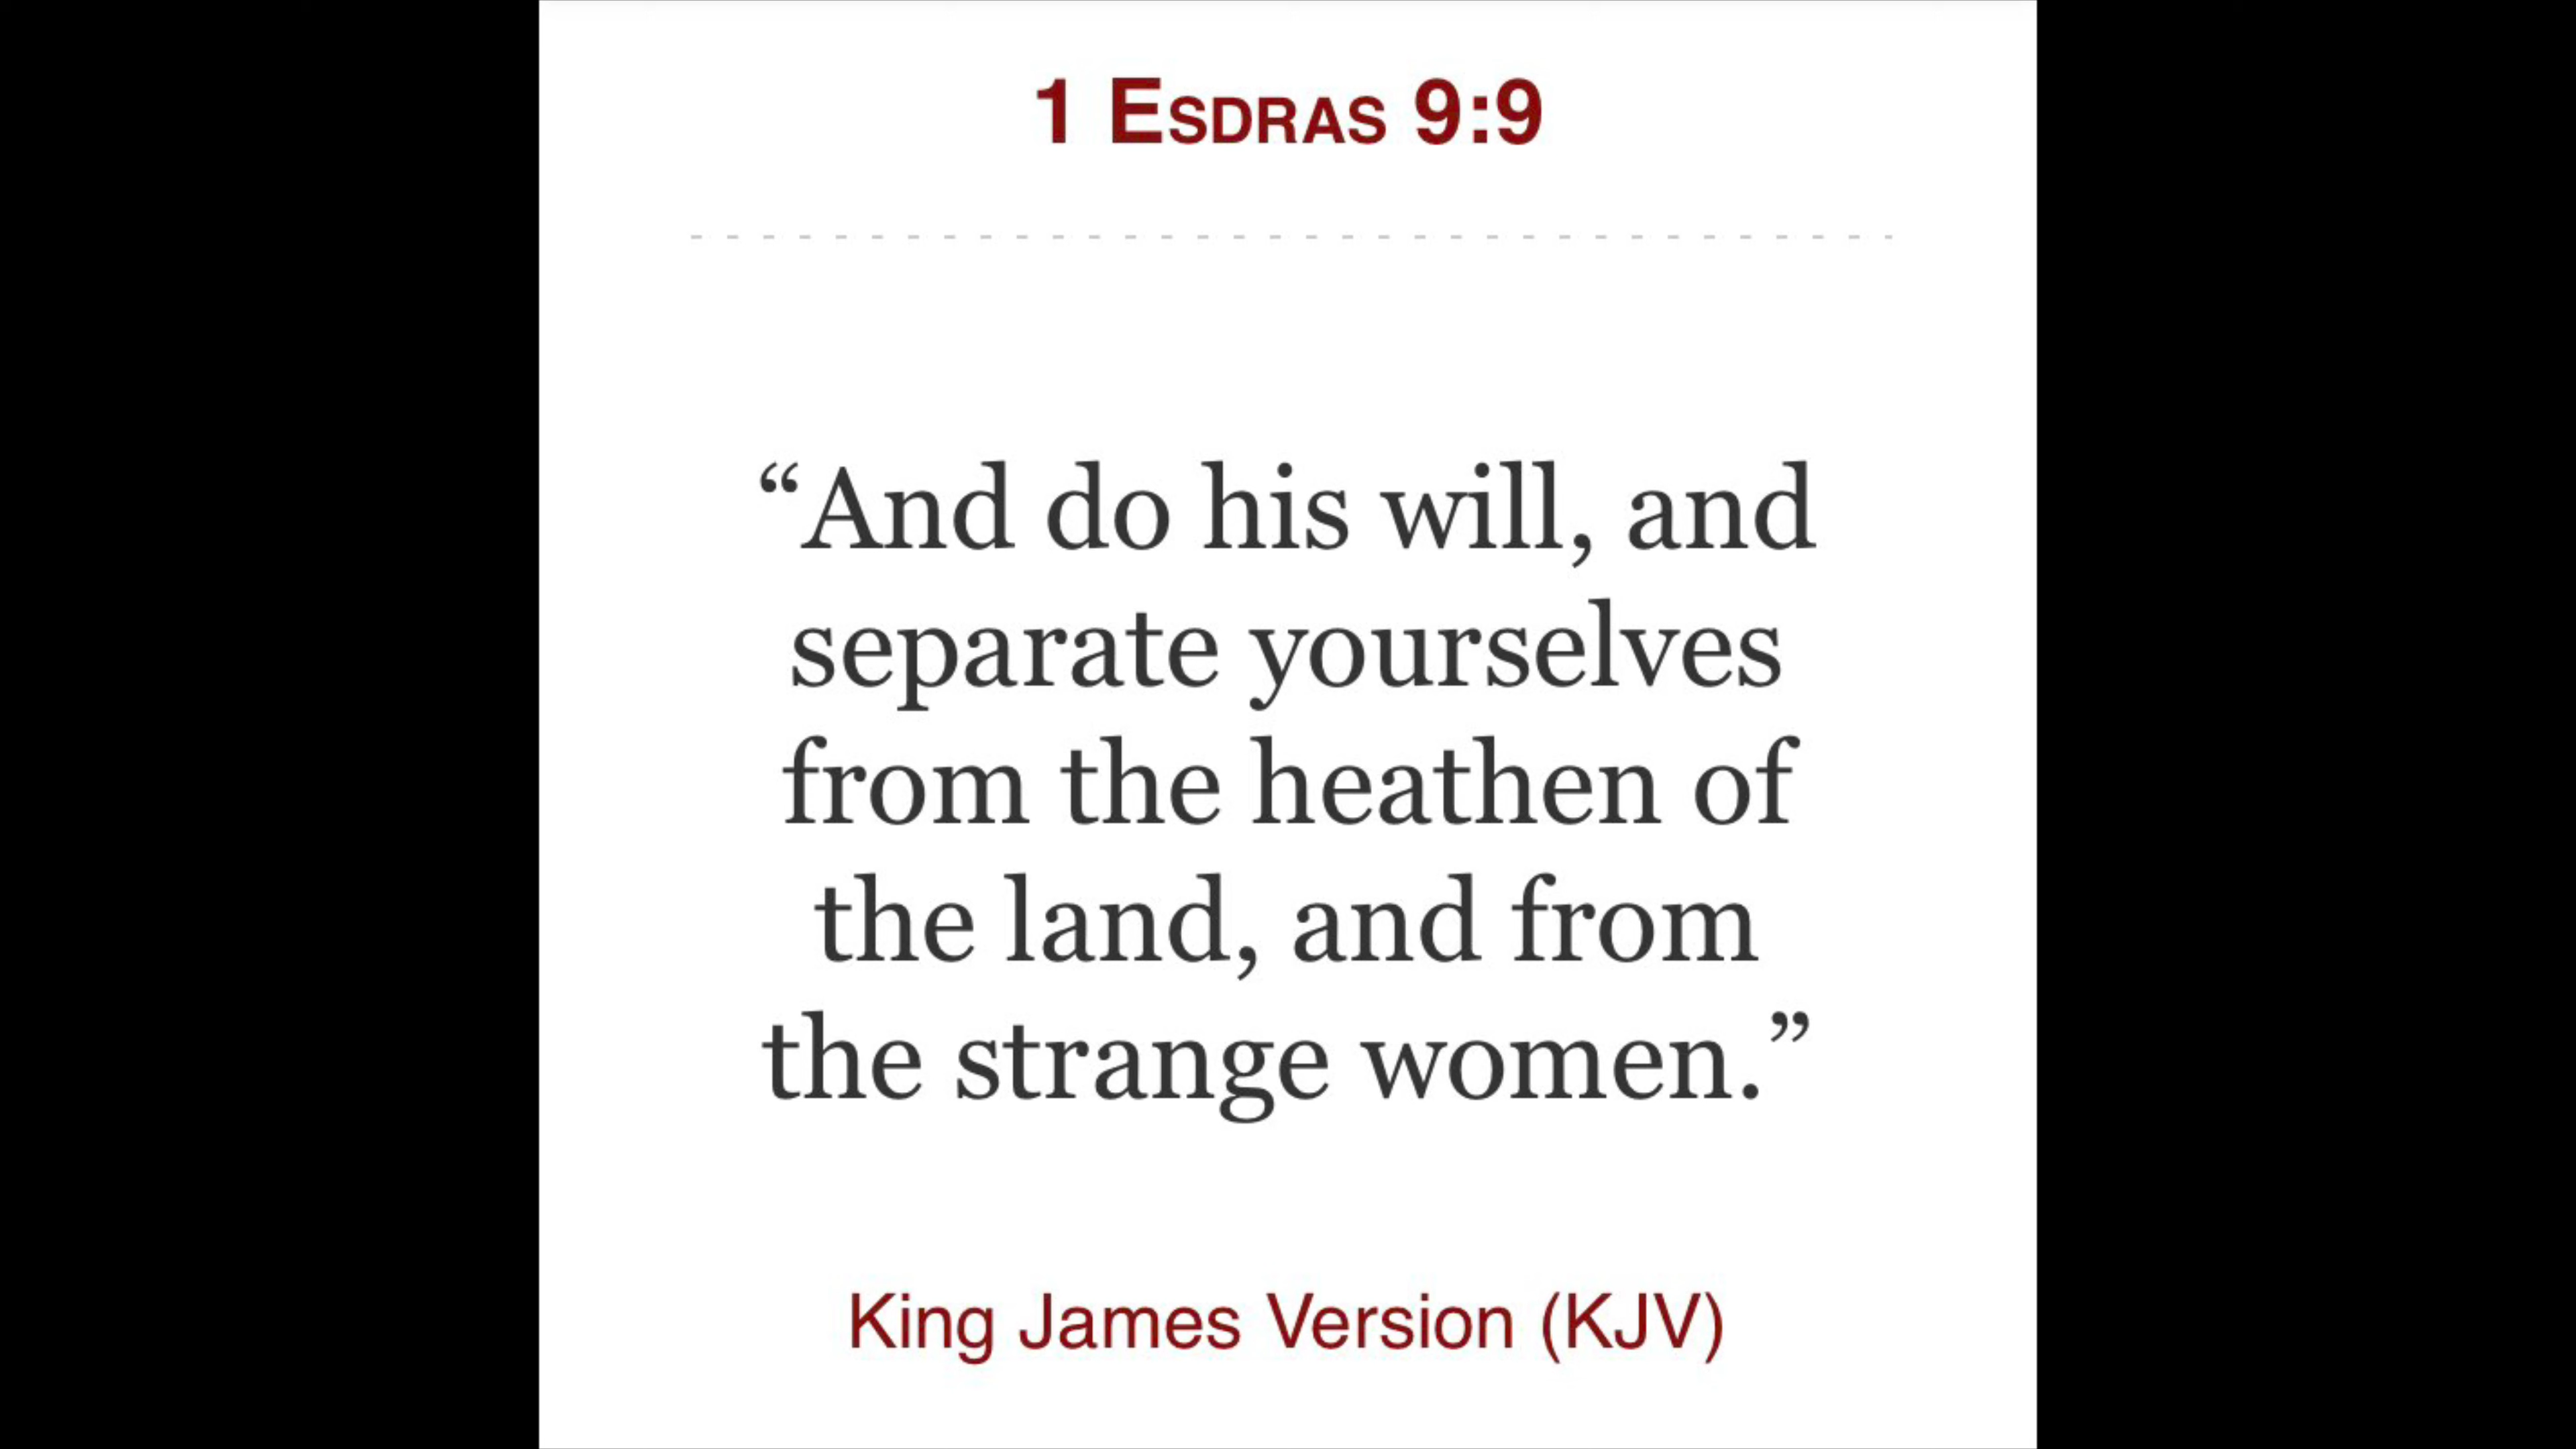 1 Esdras 9:9
“And do his will, and
separate yourselves
from the heathen of
the land, and from
the strange women.”
King James Version (KJV)